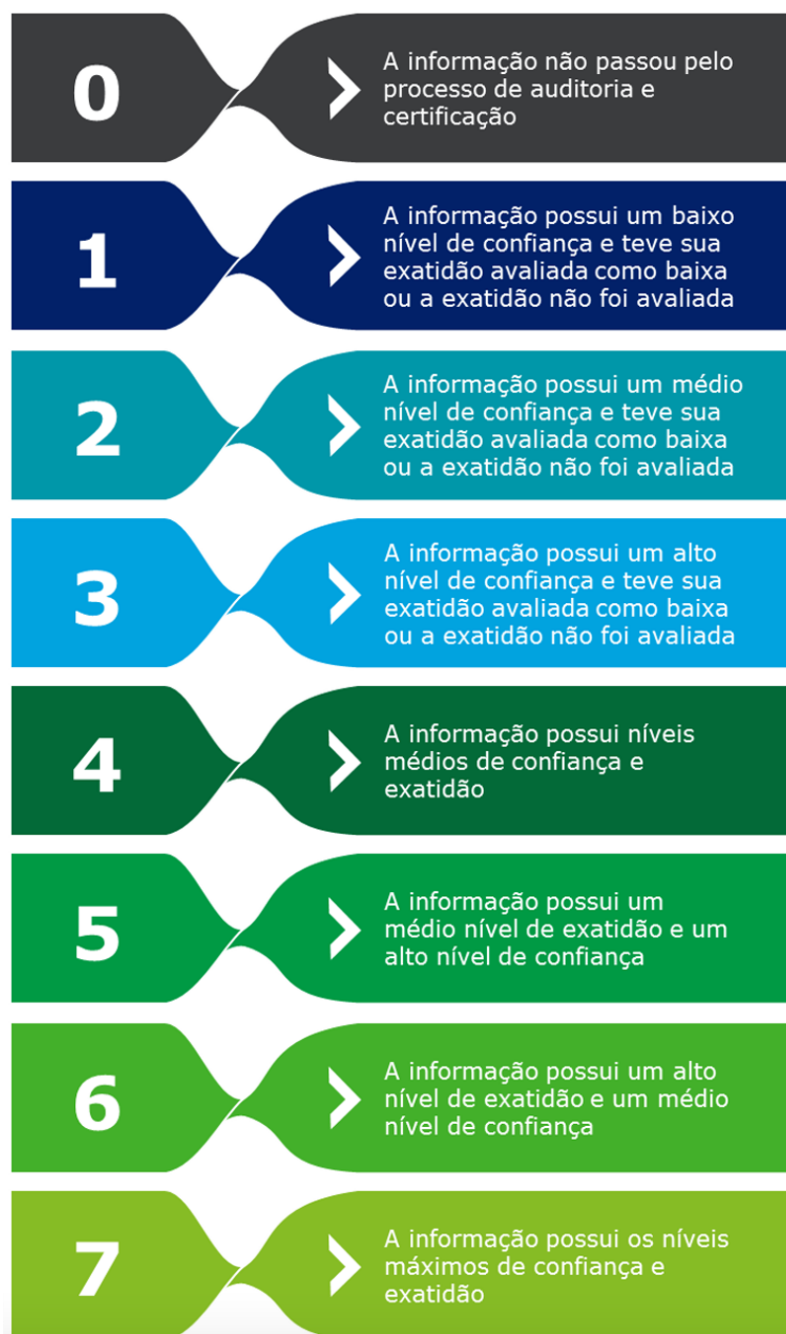 0
A informação não passou pelo
processo de auditoria e
certificação
1
A informação possui um baixo
nível de confiança e teve sua
exatidão avaliada como baixa
ou a exatidão não foi avaliada
2
A informação possui um médio
nível de confiança e teve sua
exatidão avaliada como baixa
ou a exatidão não foi avaliada
3
A informação possui um alto
nível de confiança e teve sua
exatidão avaliada como baixa
ou a exatidão não foi avaliada
4
A informação possui níveis
médios de confiança e
exatidão
5
A informação possui um
médio nível de exatidão e um
alto nível de confiança
6
A informação possui um alto
nível de exatidão e um médio
nível de confiança
7
A informação possui os níveis
máximos de confiança e
exatidão